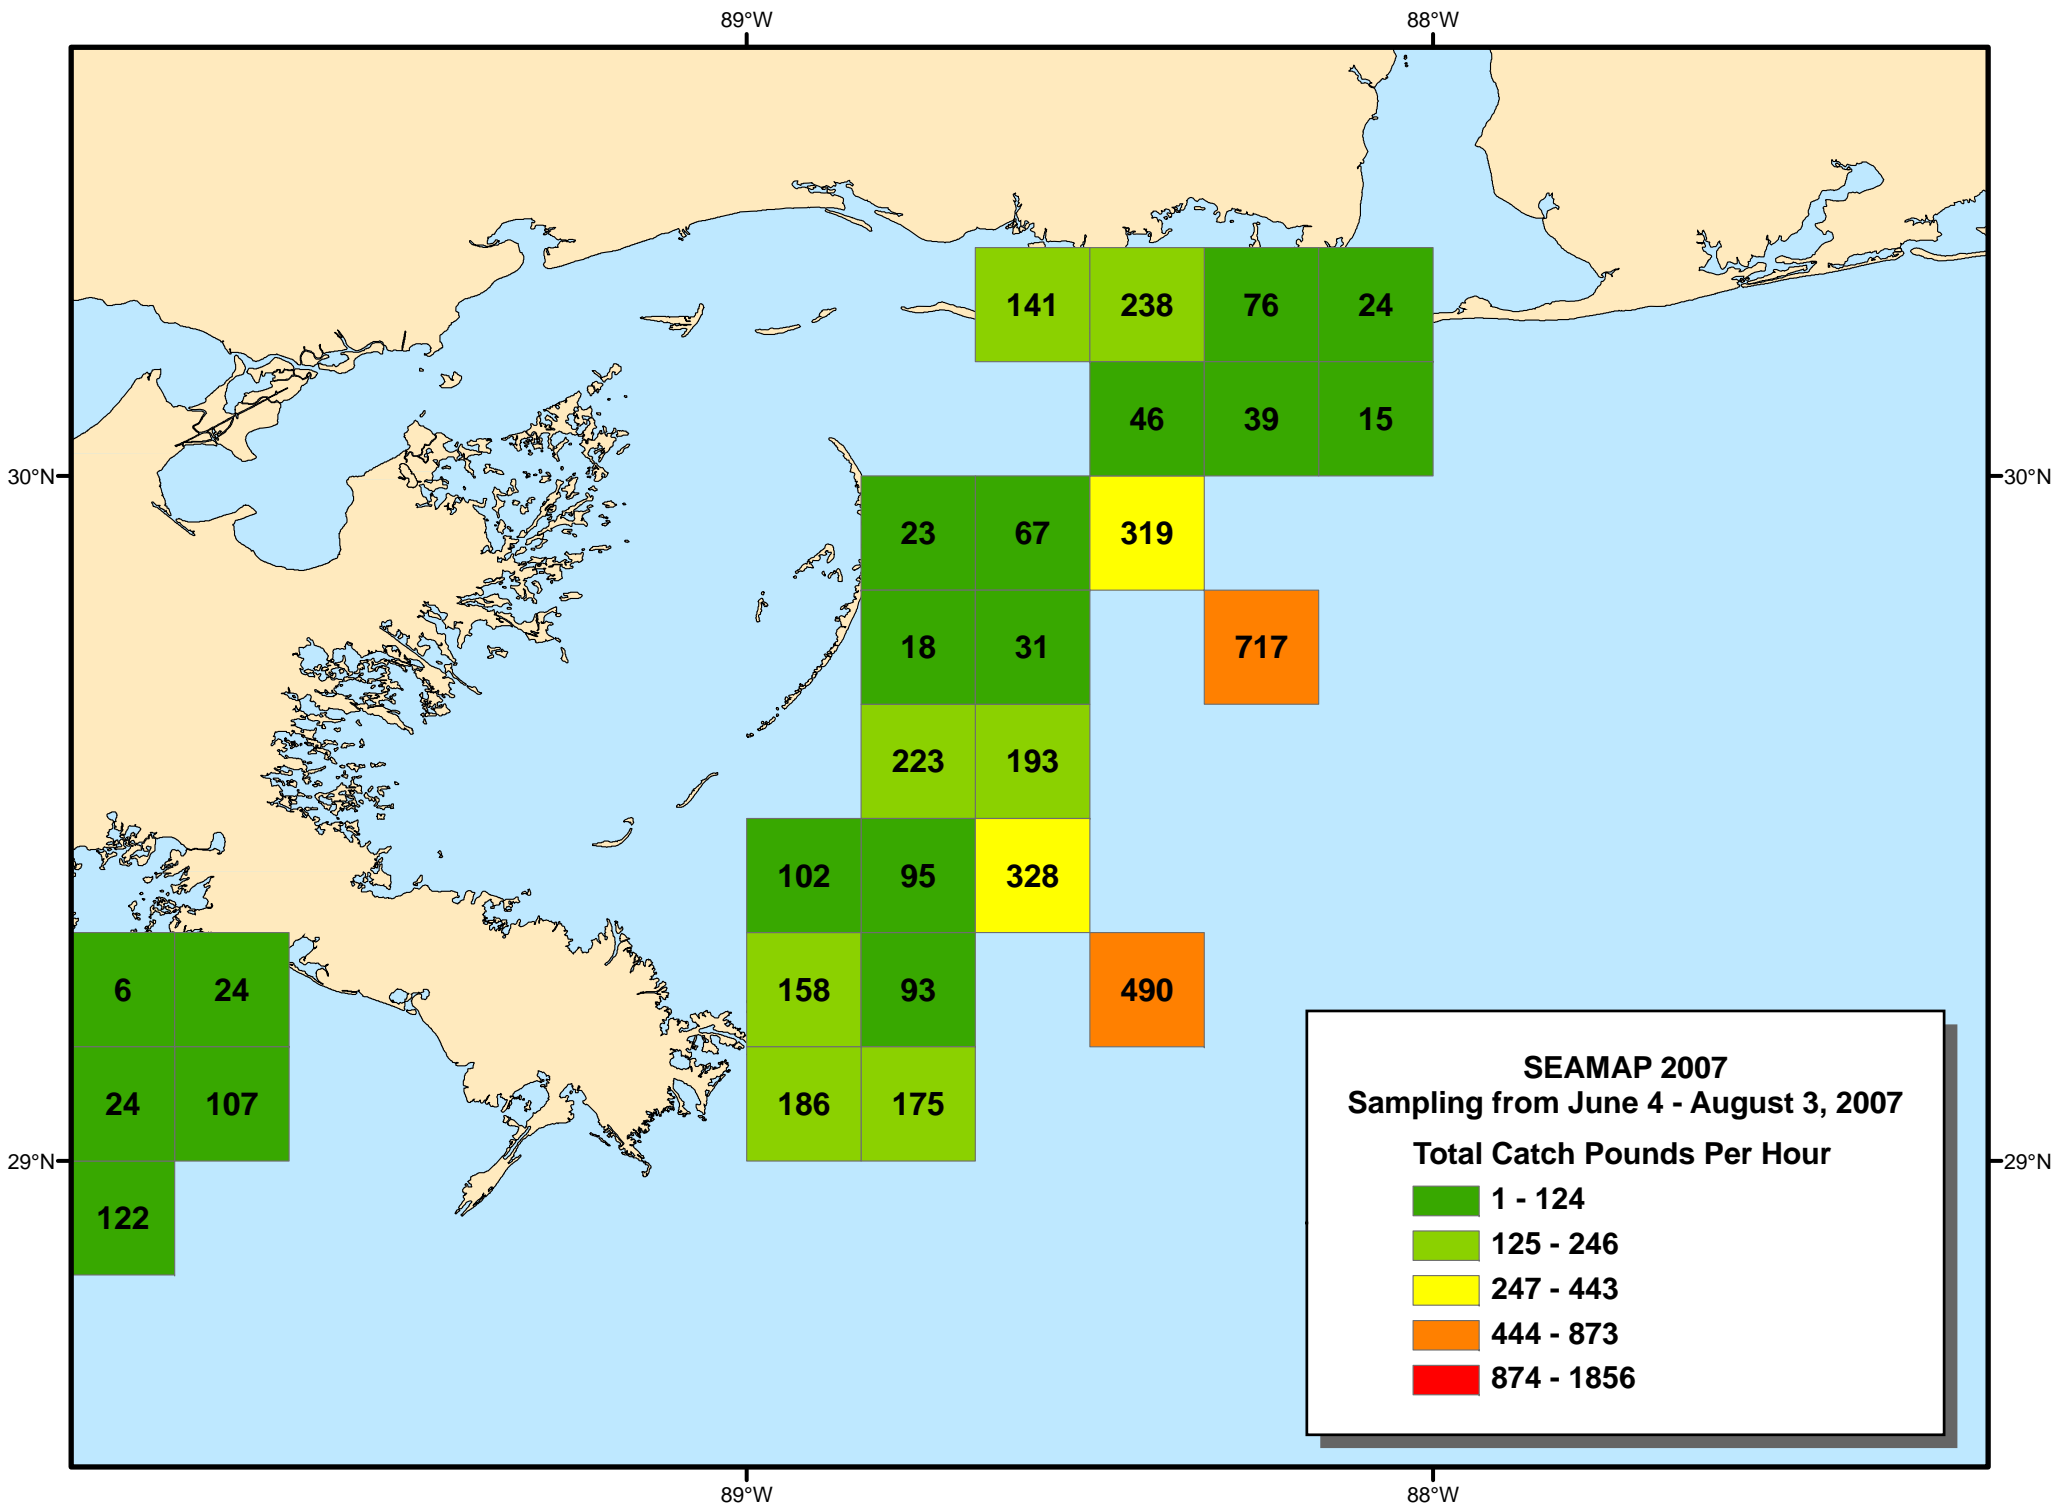 89°W 88°W
141 238 76 24
46 39 15
30°N 30°N
23 67 319
18 31 717
223 193
102 95 328
6 24 158 93 490
24 107 186 175
29°N 29°N
122
SEAMAP 2007
Sampling from June 4 - August 3, 2007
Total Catch Pounds Per Hour
1 - 124
125 - 246
247 - 443
444 - 873
874 - 1856
89°W 88°W